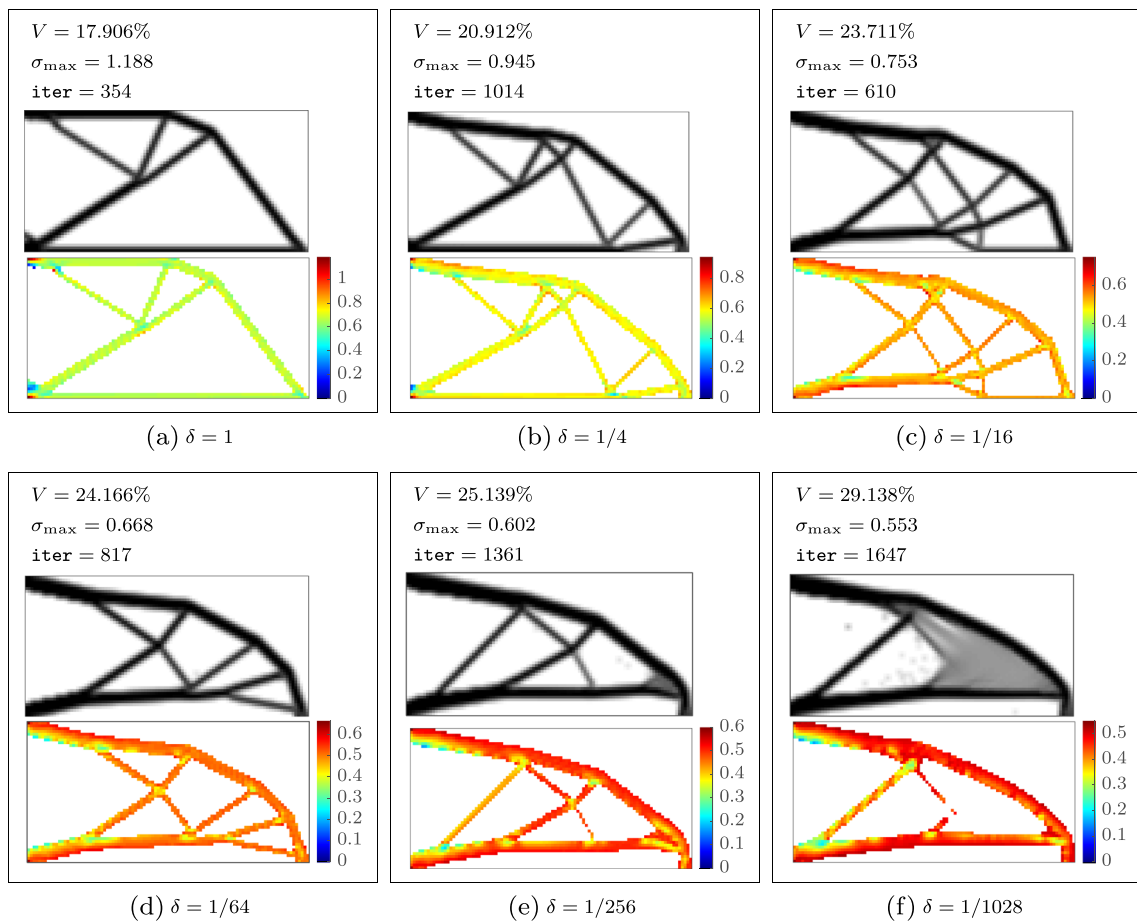 V = 17.906%
σmax = 1.188
iter = 354
1
0.8
0.6
0.4
0.2
0
(a) δ = 1
V = 20.912%
σmax = 0.945
iter = 1014
0.8
0.6
0.4
0.2
0
(b) δ = 1/4
V = 23.711%
σmax = 0.753
iter = 610
0.6
0.4
0.2
0
(c) δ = 1/16
V = 24.166%
σmax = 0.668
iter = 817
0.6
0.5
0.4
0.3
0.2
0.1
0
(d) δ = 1/64
V = 25.139%
σmax = 0.602
iter = 1361
0.6
0.5
0.4
0.3
0.2
0.1
0
(e) δ = 1/256
V = 29.138%
σmax = 0.553
iter = 1647
0.5
0.4
0.3
0.2
0.1
0
(f) δ = 1/1028